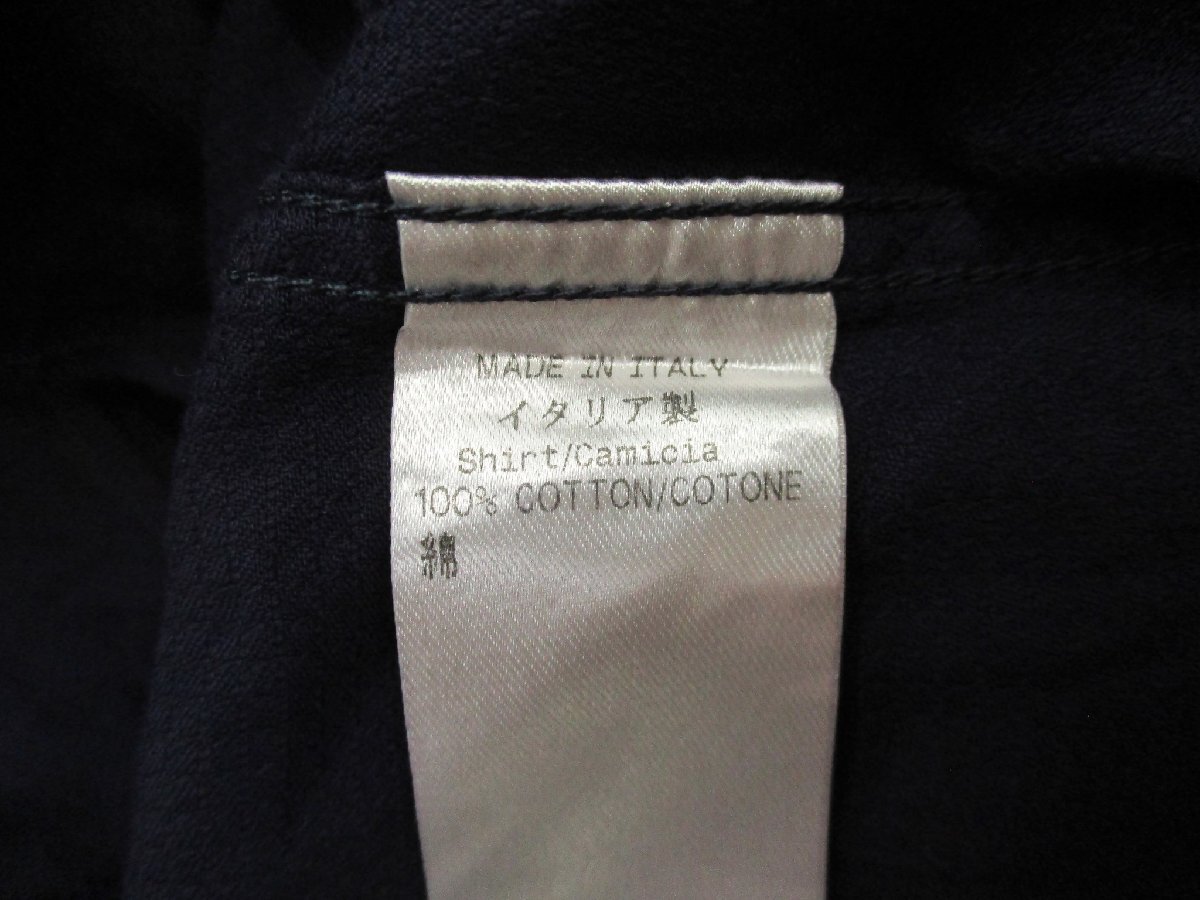 MADE IN ITALY
イタリア製
Shirt/Camicia
100% COTTON/COTONE
綿